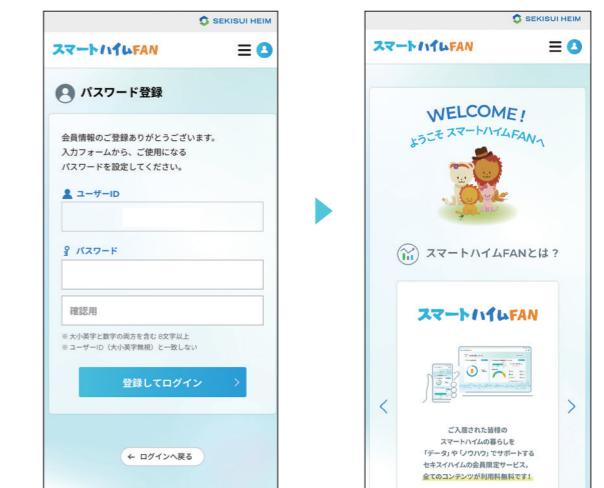 SEKISUI HEIM
スマートハイムFAN
パスワード登録
会員情報のご登録ありがとうございます。
入力フォームから、ご使用になる
パスワードを設定してください。
ユーザーID
パスワード
確認用
※大小英字と数字の両方を含む8文字以上
※ユーザーID（大小英字無視）と一致しない
登録してログイン
← ログインへ戻る
SEKISUI HEIM
スマートハイムFAN
WELCOME!
ようこそ スマートハイムFANへ
スマートハイムFANとは？
スマートハイムFAN
ご入居された皆様の
スマートハイムの暮らしを
「データ」や「ノウハウ」でサポートする
セキスイハイムの会員限定サービス。
全てのコンテンツが利用料無料です！